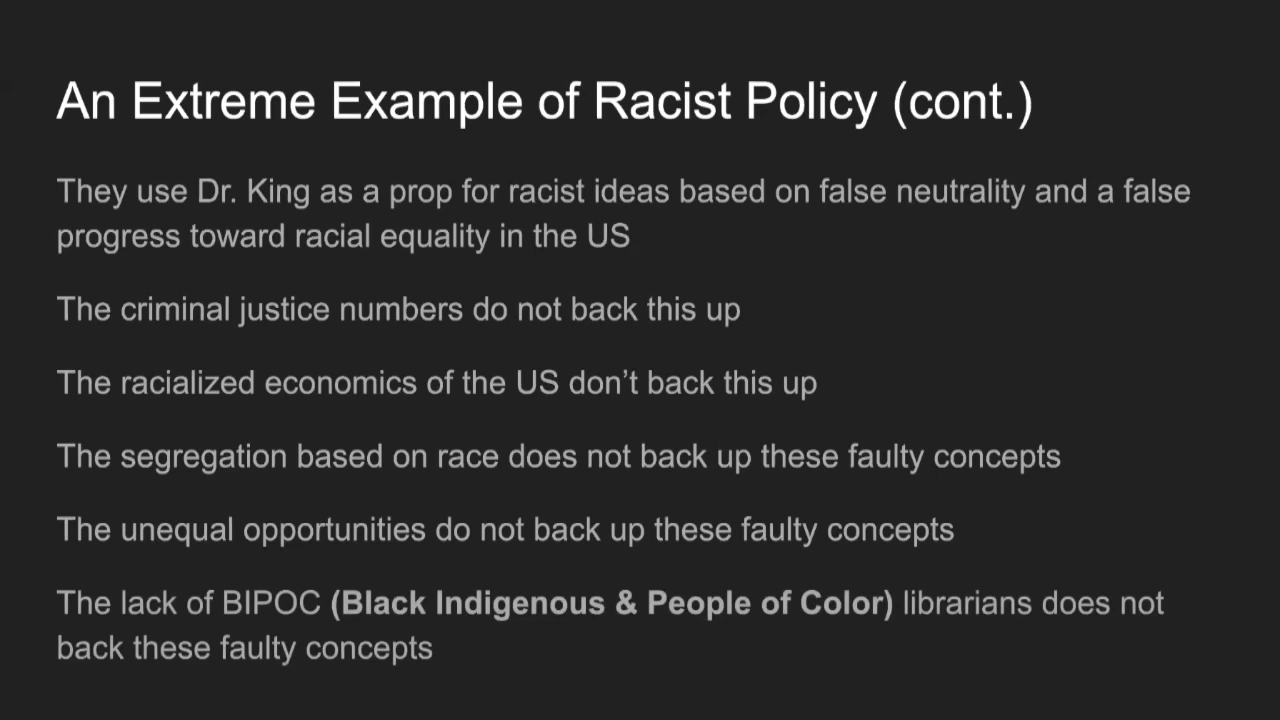 An Extreme Example of Racist Policy (cont.)
They use Dr. King as a prop for racist ideas based on false neutrality and a false
progress toward racial equality in the US
The criminal justice numbers do not back this up
The racialized economics of the US don’t back this up
The segregation based on race does not back up these faulty concepts
The unequal opportunities do not back up these faulty concepts
The lack of BIPOC (Black Indigenous & People of Color) librarians does not
back these faulty concepts